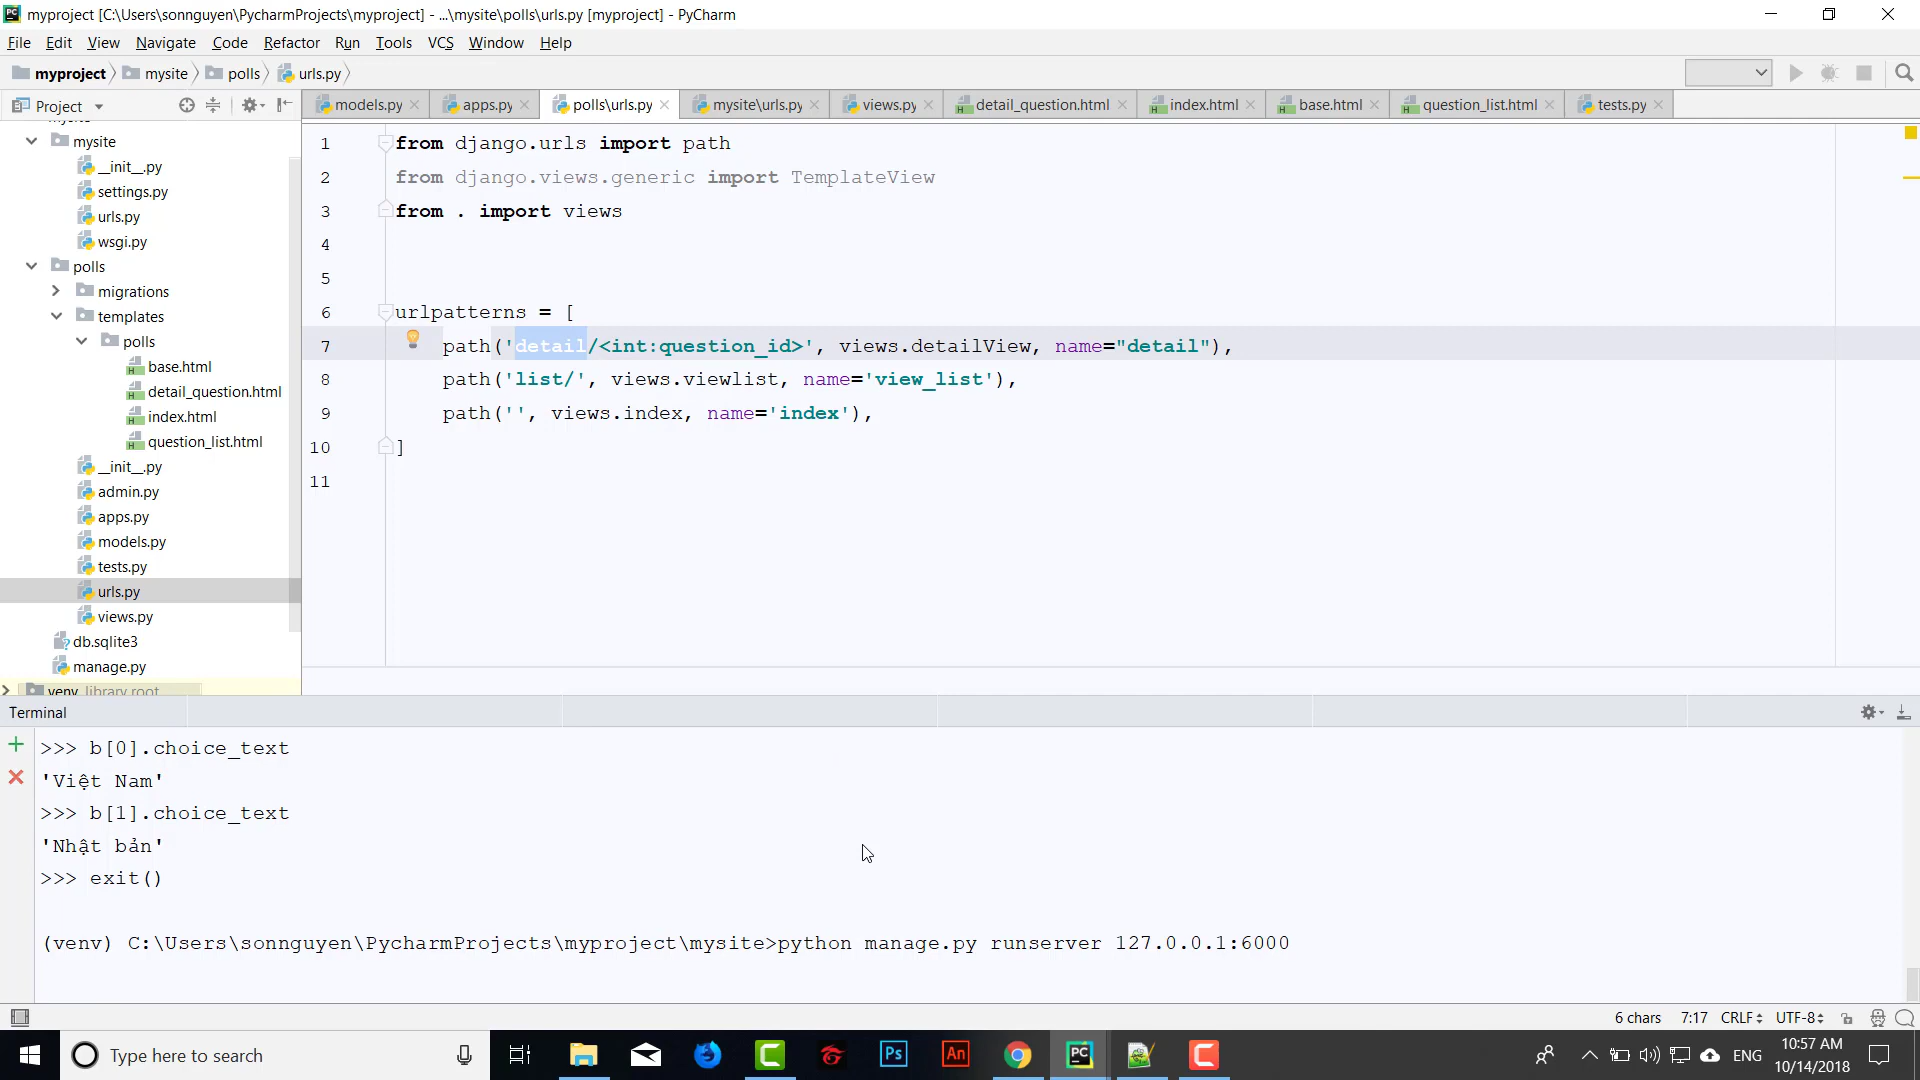 myproject [C:\Users\sonnguyen\PycharmProjects\myproject] - ...\mysite\polls\urls.py [myproject] - PyCharm
File Edit View Navigate Code Refactor Run Tools VCS Window Help
myproject mysite polls urls.py
Project
models.py apps.py polls\urls.py mysite\urls.py views.py detail_question.html index.html base.html question_list.html tests.py
mysite
mysite
__init__.py
settings.py
urls.py
wsgi.py
polls
migrations
templates
polls
base.html
detail_question.html
index.html
question_list.html
__init__.py
admin.py
apps.py
models.py
tests.py
urls.py
views.py
db.sqlite3
manage.py
venv library root
1 from django.urls import path
2 from django.views.generic import TemplateView
3 from . import views
4
5
6 urlpatterns = [
7 path('detail/<int:question_id>', views.detailView, name="detail"),
8 path('list/', views.viewlist, name='view_list'),
9 path('', views.index, name='index'),
10 ]
11
Terminal
>>> b[0].choice_text
'Việt Nam'
>>> b[1].choice_text
'Nhật bản'
>>> exit()
(venv) C:\Users\sonnguyen\PycharmProjects\myproject\mysite>python manage.py runserver 127.0.0.1:6000
6 chars 7:17 CRLF UTF-8
Type here to search
Ps An PC
ENG
10:57 AM
10/14/2018